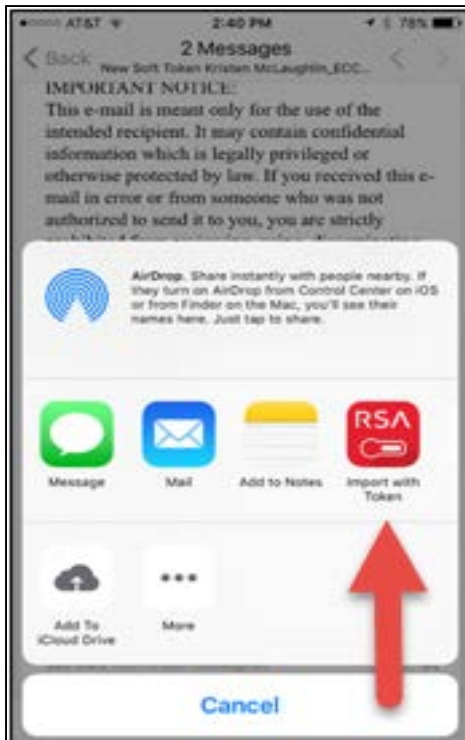 AT&T 2:40 PM 78%
Back 2 Messages
New Soft Token Kristen McLaughlin_ECC...
IMPORTANT NOTICE:
This e-mail is meant only for the use of the
intended recipient. It may contain confidential
information which is legally privileged or
otherwise protected by law. If you received this e-
mail in error or from someone who was not
authorized to send it to you, you are strictly
AirDrop. Share instantly with people nearby. If
they turn on AirDrop from Control Center on iOS
or from Finder on the Mac, you'll see their
names here. Just tap to share.
RSA
Message Mail Add to Notes Import with
Token
Add To More
iCloud Drive
Cancel